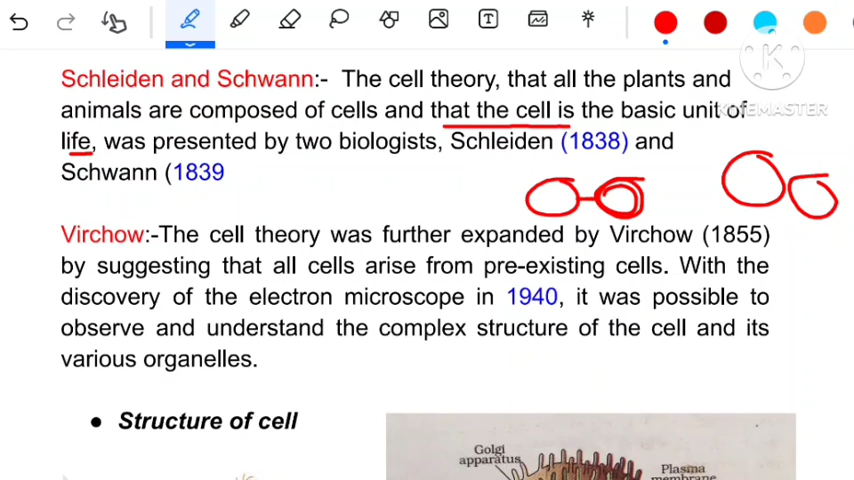 Schleiden and Schwann:- The cell theory, that all the plants and
animals are composed of cells and that the cell is the basic unit of
life, was presented by two biologists, Schleiden (1838) and
Schwann (1839
Virchow:-The cell theory was further expanded by Virchow (1855)
by suggesting that all cells arise from pre-existing cells. With the
discovery of the electron microscope in 1940, it was possible to
observe and understand the complex structure of the cell and its
various organelles.
• Structure of cell
Golgi
apparatus
Plasma
membrane
K
KINEMASTER
T